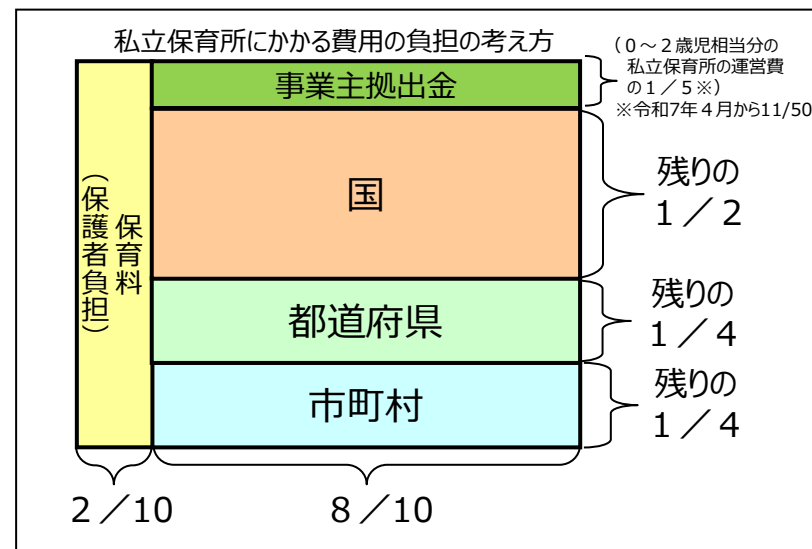 私立保育所にかかる費用の負担の考え方
（０～２歳児相当分の
私立保育所の運営費
の１／５※）
※令和7年４月から11/50
事業主拠出金
国
残りの
１／２
保育料
（保護者負担）
都道府県
残りの
１／４
市町村
残りの
１／４
２／10
８／10